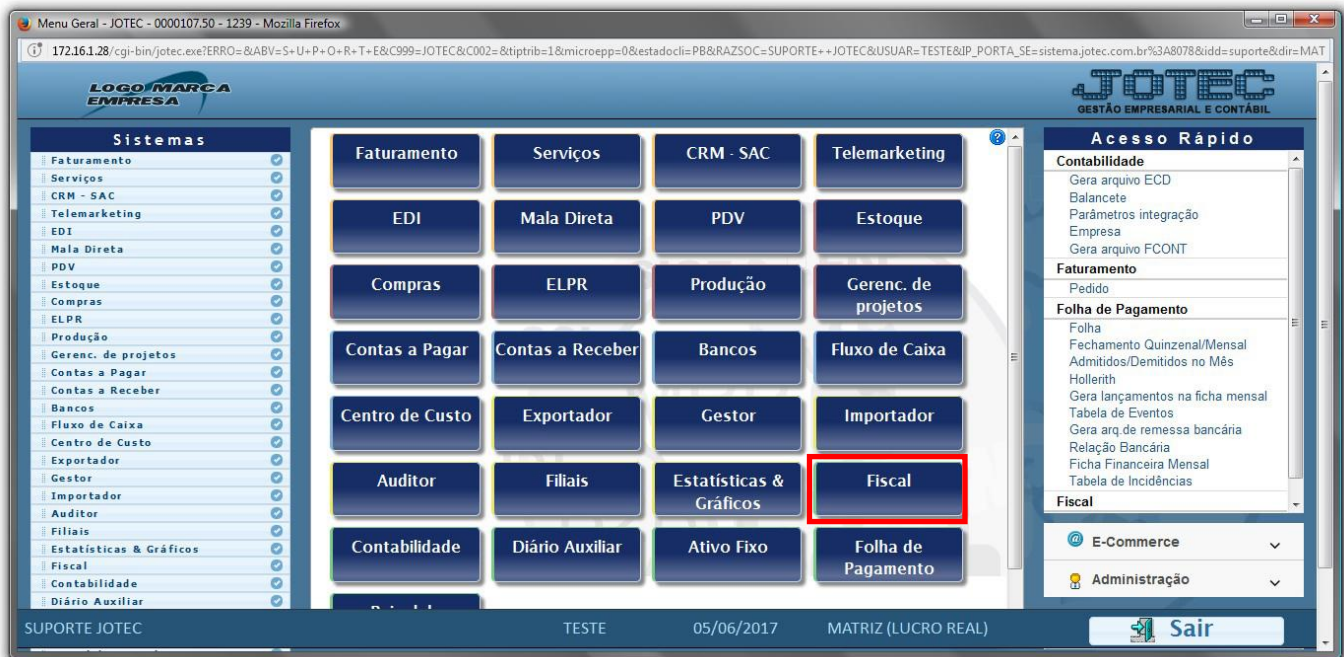 Menu Geral - JOTEC - 0000107.50 - 1239 - Mozilla Firefox
172.16.1.28/cgi-bin/jotec.exe?ERRO=&ABV=S+U+P+O+R+T+E&C999=JOTEC&C002=&tiptrib=1&microepp=0&estadocli=PB&RAZSOC=SUPORTE++JOTEC&USUAR=TESTE&IP_PORTA_SE=sistema.jotec.com.br%3A8078&idd=suporte&dir=MAT
LOGO MARCA
EMPRESA
JOTEC
GESTÃO EMPRESARIAL E CONTÁBIL
Sistemas
Faturamento
Serviços
CRM - SAC
Telemarketing
EDI
Mala Direta
PDV
Estoque
Compras
ELPR
Produção
Gerenc. de projetos
Contas a Pagar
Contas a Receber
Bancos
Fluxo de Caixa
Centro de Custo
Exportador
Gestor
Importador
Auditor
Filiais
Estatísticas & Gráficos
Fiscal
Contabilidade
Diário Auxiliar
Faturamento
Serviços
CRM - SAC
Telemarketing
EDI
Mala Direta
PDV
Estoque
Compras
ELPR
Produção
Gerenc. de
projetos
Contas a Pagar
Contas a Receber
Bancos
Fluxo de Caixa
Centro de Custo
Exportador
Gestor
Importador
Auditor
Filiais
Estatísticas &
Gráficos
Fiscal
Contabilidade
Diário Auxiliar
Ativo Fixo
Folha de
Pagamento
Acesso Rápido
Contabilidade
Gera arquivo ECD
Balancete
Parâmetros integração
Empresa
Gera arquivo FCONT
Faturamento
Pedido
Folha de Pagamento
Folha
Fechamento Quinzenal/Mensal
Admitidos/Demitidos no Mês
Hollerith
Gera lançamentos na ficha mensal
Tabela de Eventos
Gera arq.de remessa bancária
Relação Bancária
Ficha Financeira Mensal
Tabela de Incidências
Fiscal
E-Commerce
Administração
SUPORTE JOTEC
TESTE
05/06/2017
MATRIZ (LUCRO REAL)
Sair